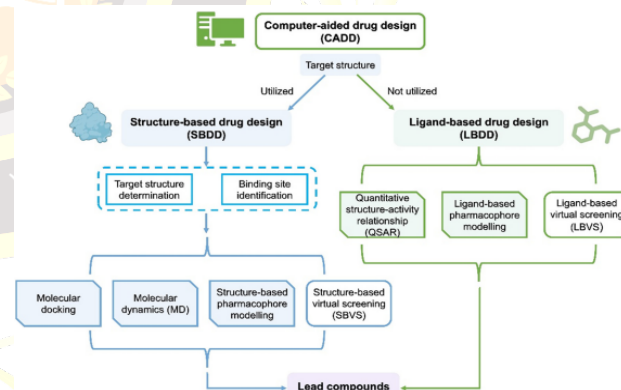 Computer-aided drug design
(CADD)
Target structure
Utilized
Not utilized
Structure-based drug design
(SBDD)
Ligand-based drug design
(LBDD)
Target structure
determination
Binding site
identification
Quantitative
structure-activity
relationship
(QSAR)
Ligand-based
pharmacophore
modelling
Ligand-based
virtual screening
(LBVS)
Molecular
docking
Molecular
dynamics (MD)
Structure-based
pharmacophore
modelling
Structure-based
virtual screening
(SBVS)
Lead compounds